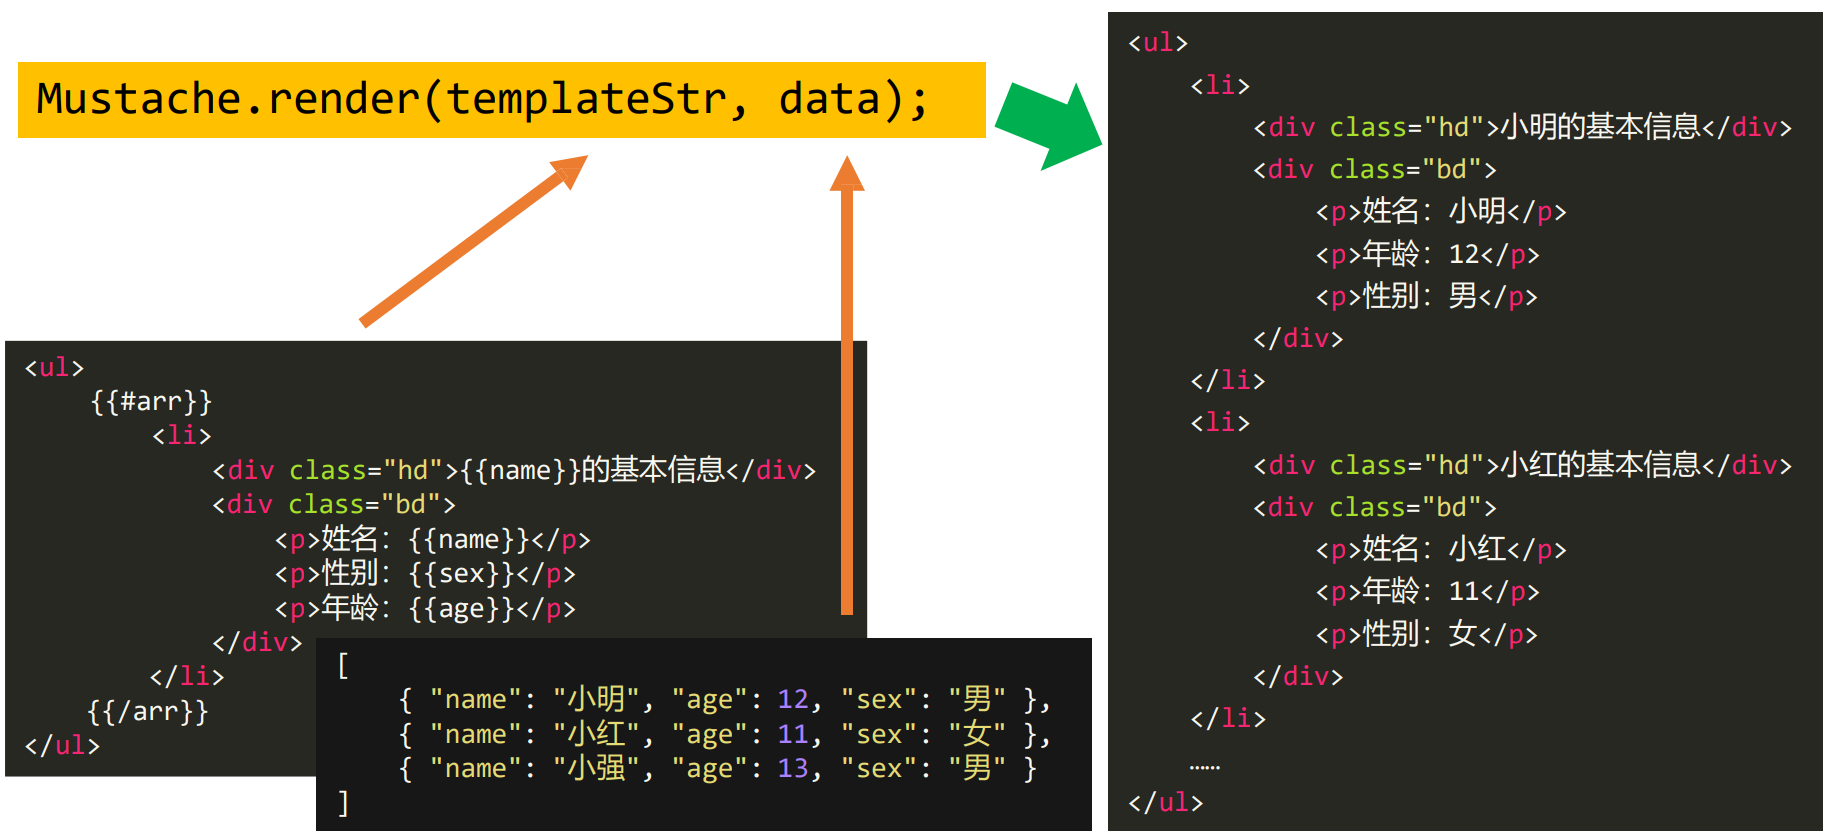 Mustache.render(templateStr, data);
<ul>
    {{#arr}}
        <li>
            <div class="hd">{{name}}的基本信息</div>
            <div class="bd">
                <p>姓名：{{name}}</p>
                <p>性别：{{sex}}</p>
                <p>年龄：{{age}}</p>
            </div>
        </li>
    {{/arr}}
</ul>
[
    { "name": "小明", "age": 12, "sex": "男" },
    { "name": "小红", "age": 11, "sex": "女" },
    { "name": "小强", "age": 13, "sex": "男" }
]
<ul>
    <li>
        <div class="hd">小明的基本信息</div>
        <div class="bd">
            <p>姓名：小明</p>
            <p>年龄：12</p>
            <p>性别：男</p>
        </div>
    </li>
    <li>
        <div class="hd">小红的基本信息</div>
        <div class="bd">
            <p>姓名：小红</p>
            <p>年龄：11</p>
            <p>性别：女</p>
        </div>
    </li>
    ……
</ul>